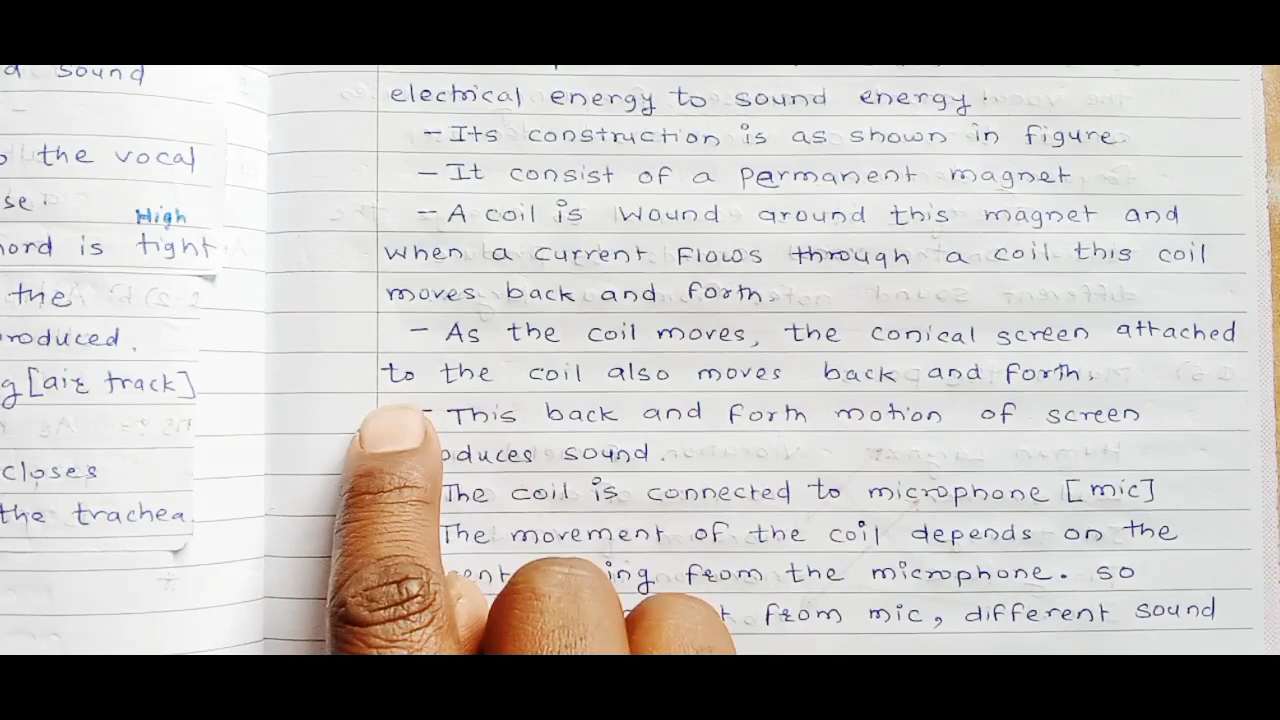 sound
the vocal
se.
High
hord is tight
the
roduced.
g [air track]
closes
the trachea
electrical energy to sound energy.
- Its construction is as shown in figure.
- It consist of a permanent magnet
- A coil is wound around this magnet and
when a current flows through a coil this coil
moves back and forth.
- As the coil moves, the conical screen attached
to the coil also moves back and forth.
- This back and forth motion of screen
oduces sound.
The coil is connected to microphone [mic]
The movement of the coil depends on the
ing from the microphone. so
from mic, different sound